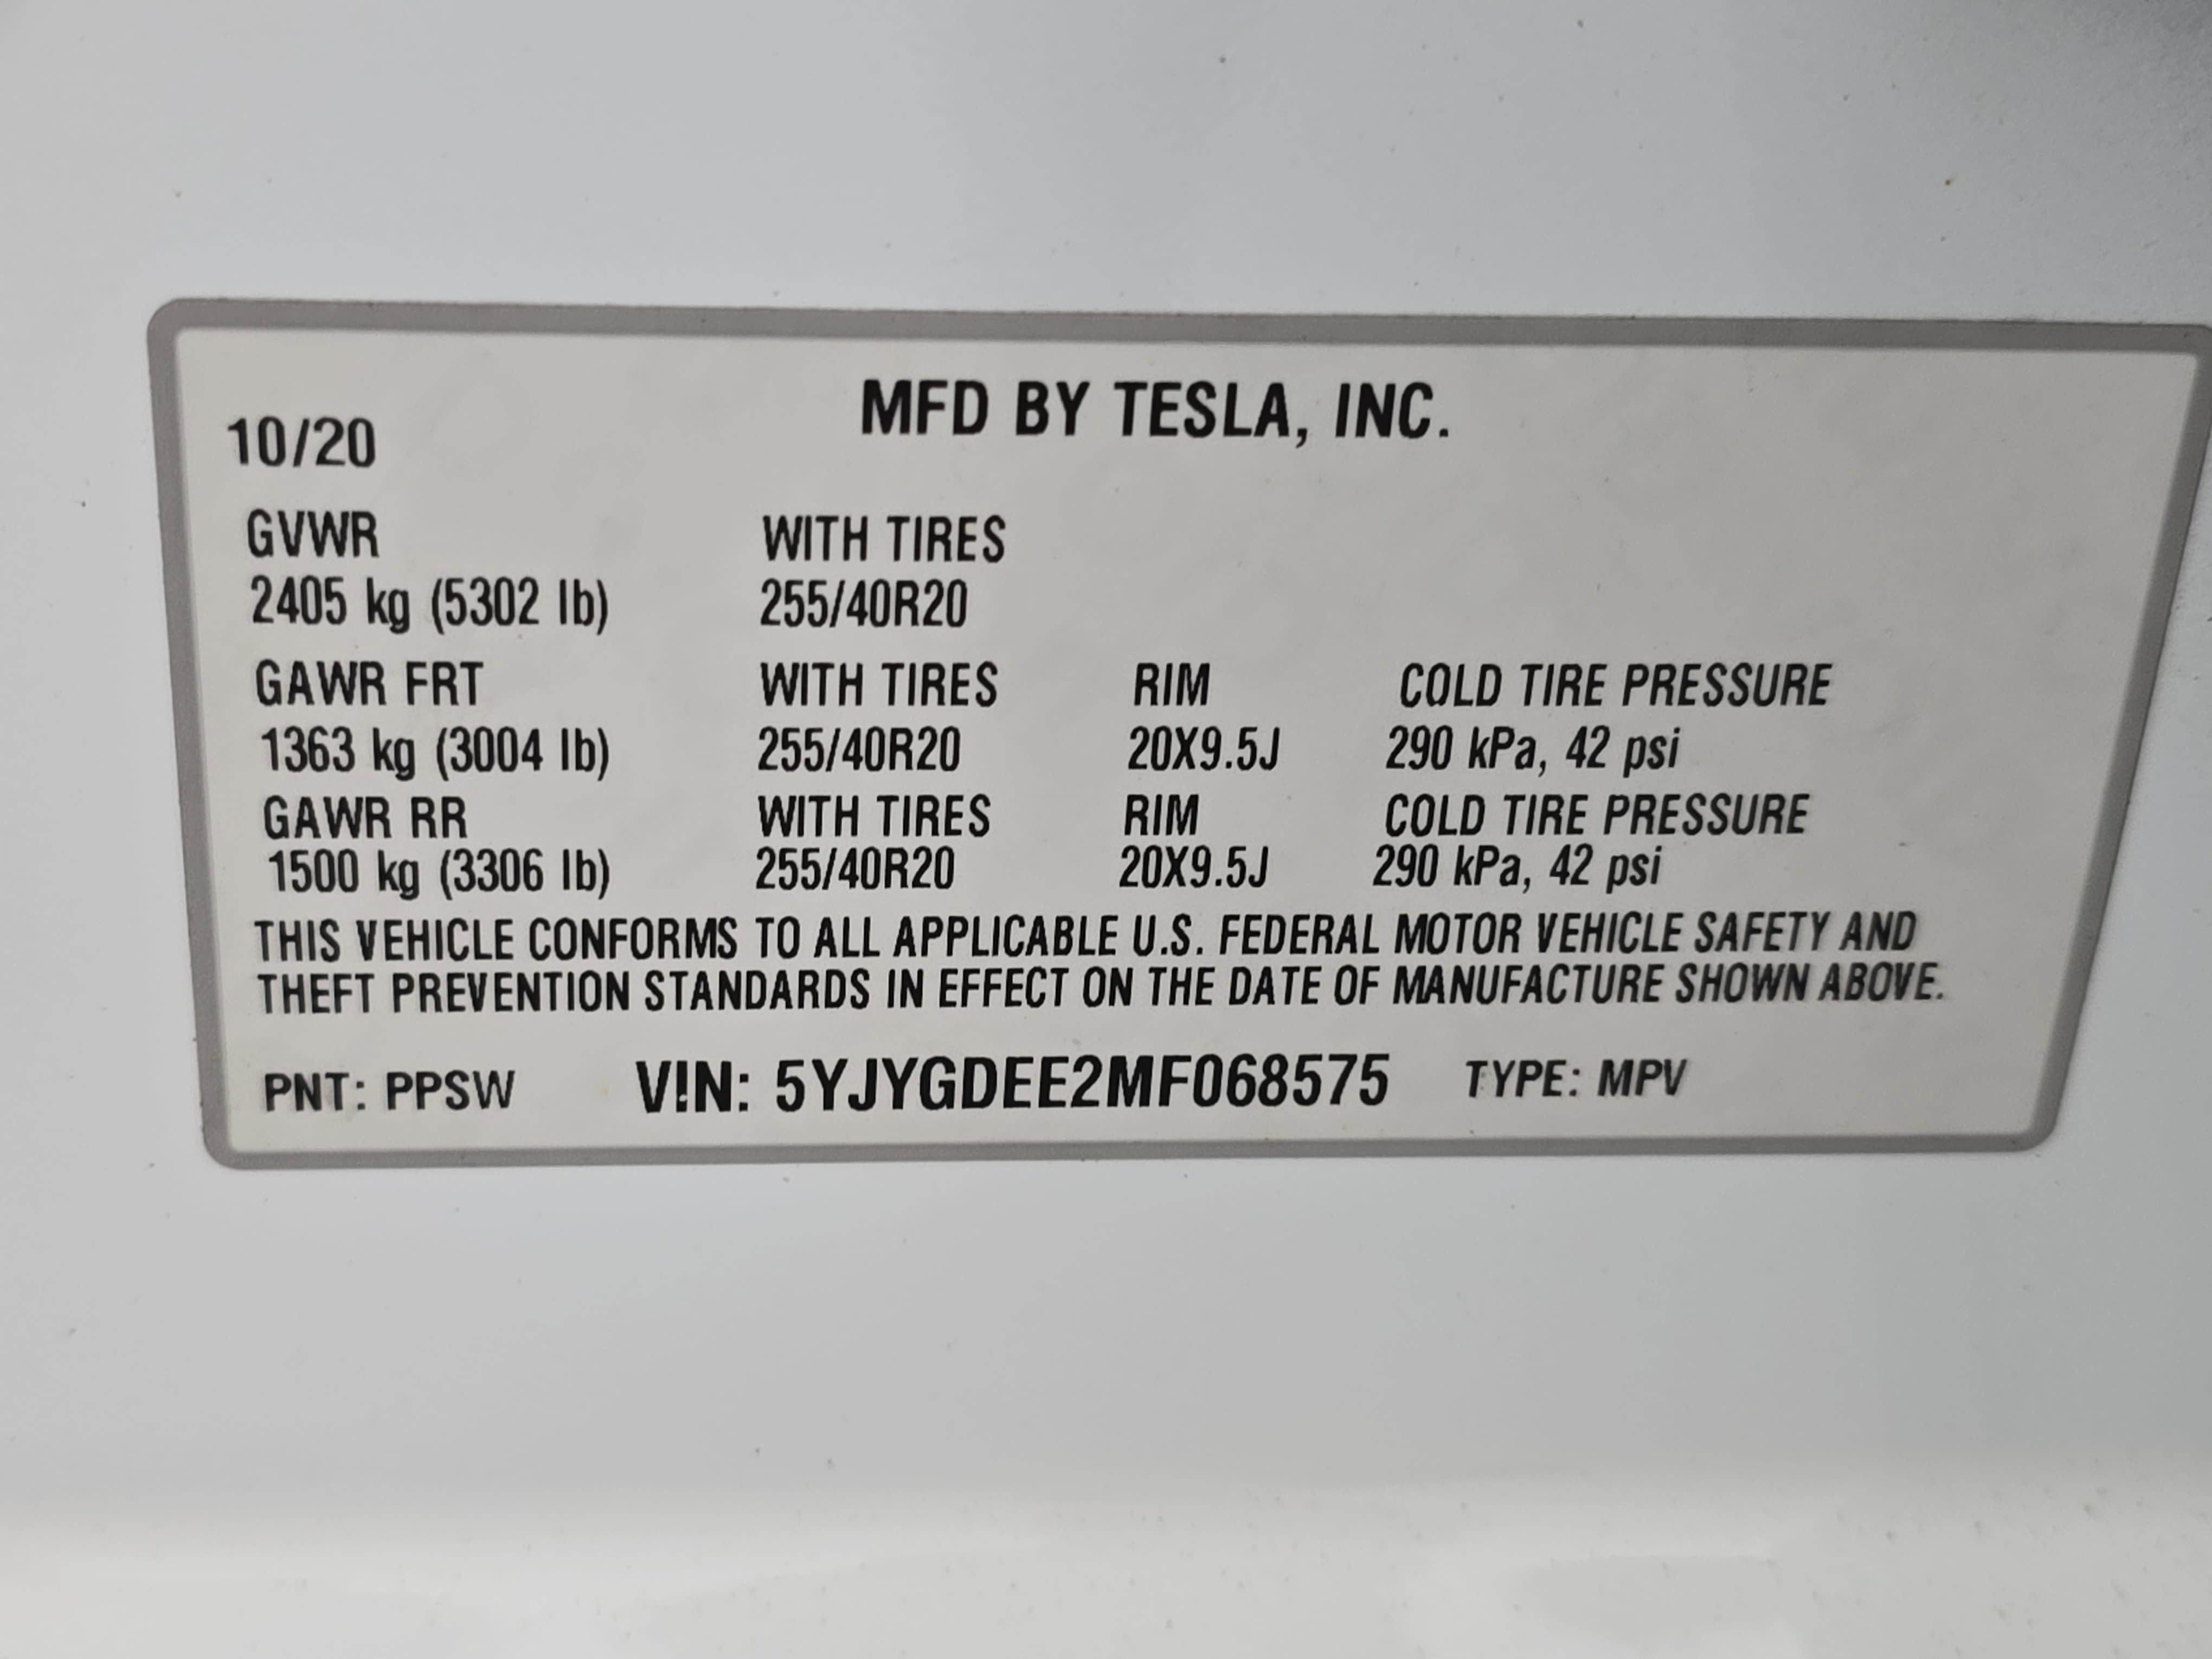 MFD BY TESLA, INC.
10/20
GVWR WITH TIRES
2405 kg (5302 lb) 255/40R20
GAWR FRT WITH TIRES RIM COLD TIRE PRESSURE
1363 kg (3004 lb) 255/40R20 20X9.5J 290 kPa, 42 psi
GAWR RR WITH TIRES RIM COLD TIRE PRESSURE
1500 kg (3306 lb) 255/40R20 20X9.5J 290 kPa, 42 psi
THIS VEHICLE CONFORMS TO ALL APPLICABLE U.S. FEDERAL MOTOR VEHICLE SAFETY AND
THEFT PREVENTION STANDARDS IN EFFECT ON THE DATE OF MANUFACTURE SHOWN ABOVE.
PNT: PPSW VIN: 5YJYGDEE2MF068575 TYPE: MPV